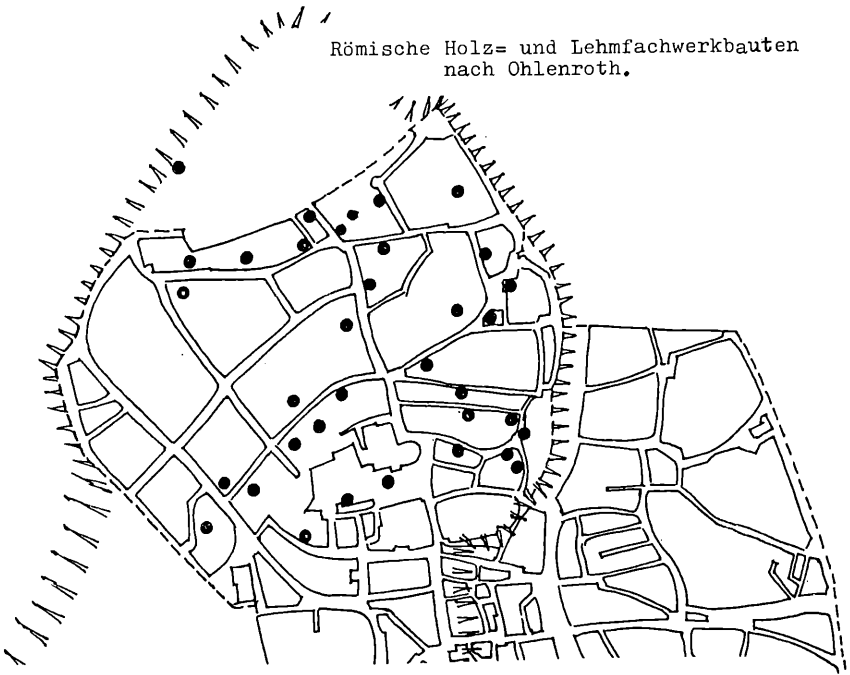 Römische Holz= und Lehmfachwerkbauten
nach Ohlenroth.